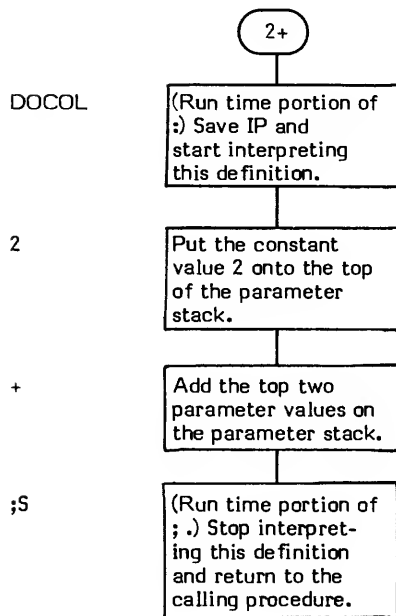 2+
DOCOL
(Run time portion of
:) Save IP and
start interpreting
this definition.
2
Put the constant
value 2 onto the top
of the parameter
stack.
+
Add the top two
parameter values on
the parameter stack.
;S
(Run time portion of
; .) Stop interpret-
ing this definition
and return to the
calling procedure.